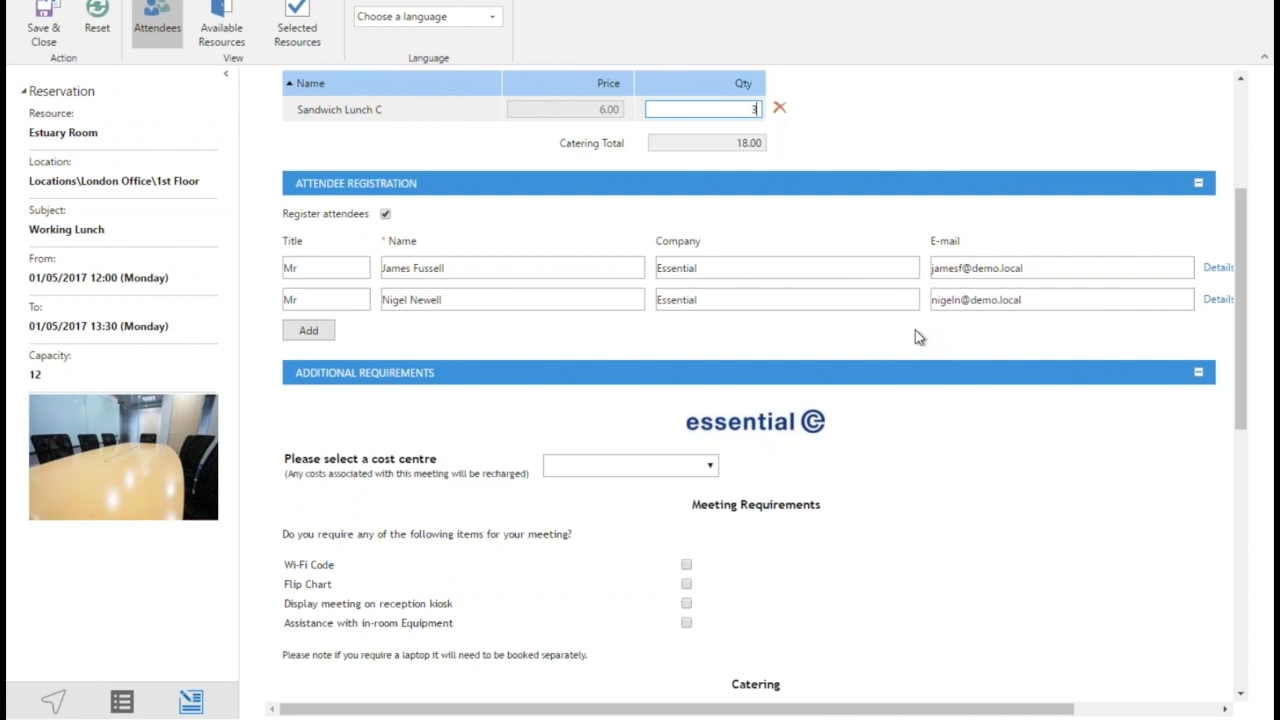 Save & Close
Reset
Attendees
Available Resources
Selected Resources
Choose a language
Action
View
Language
Reservation
Resource:
Estuary Room
Location:
Locations\London Office\1st Floor
Subject:
Working Lunch
From:
01/05/2017 12:00 (Monday)
To:
01/05/2017 13:30 (Monday)
Capacity:
12
Name Price Qty
Sandwich Lunch C 6.00 3
Catering Total 18.00
ATTENDEE REGISTRATION
Register attendees
Title * Name Company E-mail
Mr James Fussell Essential jamesf@demo.local Details
Mr Nigel Newell Essential nigeln@demo.local Details
Add
ADDITIONAL REQUIREMENTS
essential
Please select a cost centre
(Any costs associated with this meeting will be recharged)
Meeting Requirements
Do you require any of the following items for your meeting?
Wi-Fi Code
Flip Chart
Display meeting on reception kiosk
Assistance with in-room Equipment
Please note if you require a laptop it will need to be booked separately.
Catering